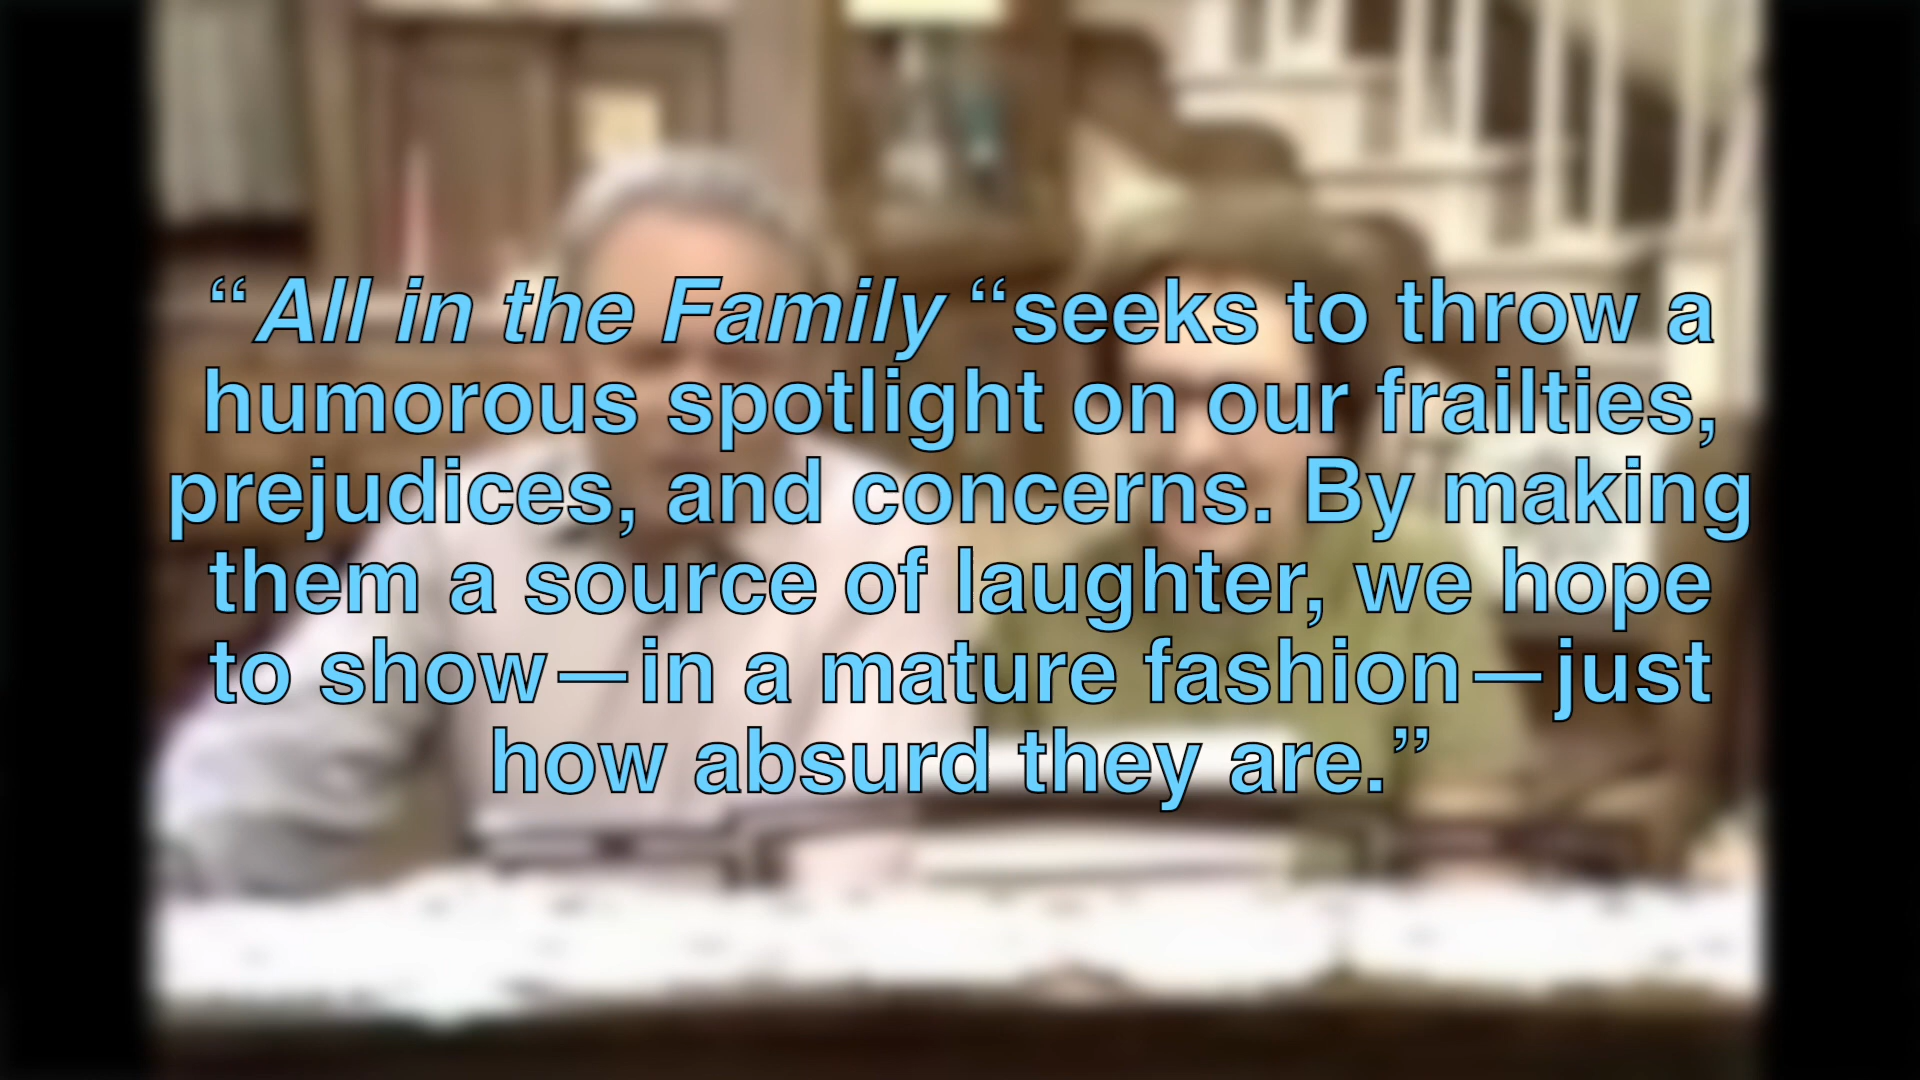 “All in the Family “seeks to throw a
humorous spotlight on our frailties,
prejudices, and concerns. By making
them a source of laughter, we hope
to show—in a mature fashion—just
how absurd they are.”